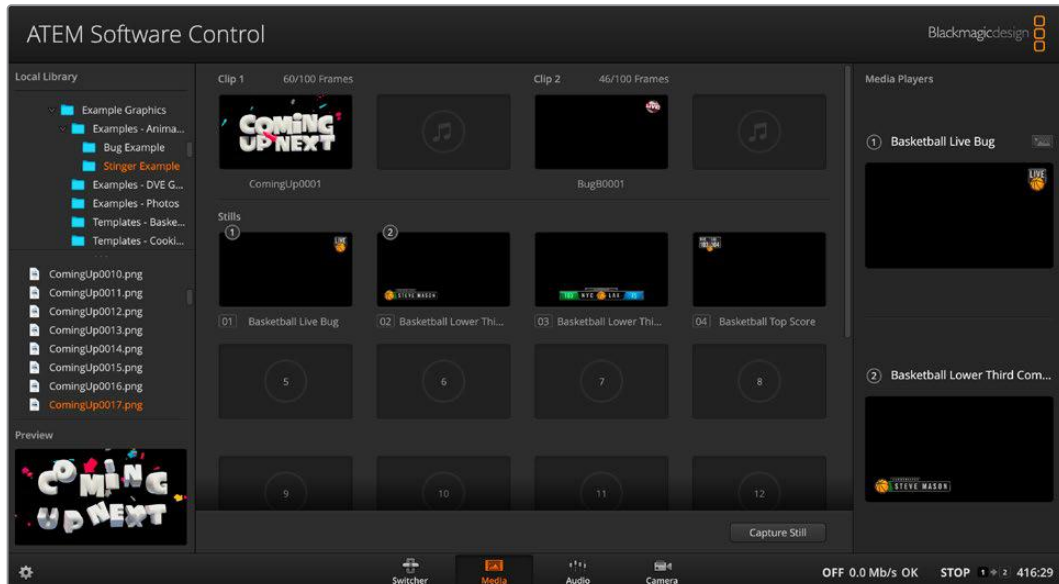 ATEM Software Control
Blackmagicdesign
Local Library
Example Graphics
Examples - Anima...
Bug Example
Stinger Example
Examples - DVE G...
Examples - Photos
Templates - Baske...
Templates - Cooki...
ComingUp0010.png
ComingUp0011.png
ComingUp0012.png
ComingUp0013.png
ComingUp0014.png
ComingUp0015.png
ComingUp0016.png
ComingUp0017.png
Preview
COMING
UP NEXT
Clip 1 60/100 Frames
Clip 2 46/100 Frames
COMING
UP NEXT
LIVE
ComingUp0001
BugB0001
Stills
1
2
LIVE
STEVE MASON
NYC LAX
01 Basketball Live Bug
02 Basketball Lower Thi...
03 Basketball Lower Thi...
04 Basketball Top Score
5
6
7
8
9
10
11
12
Capture Still
Media Players
1 Basketball Live Bug
LIVE
2 Basketball Lower Third Com...
STEVE MASON
Switcher
Media
Audio
Camera
OFF 0.0 Mb/s OK STOP 1 2 416:29